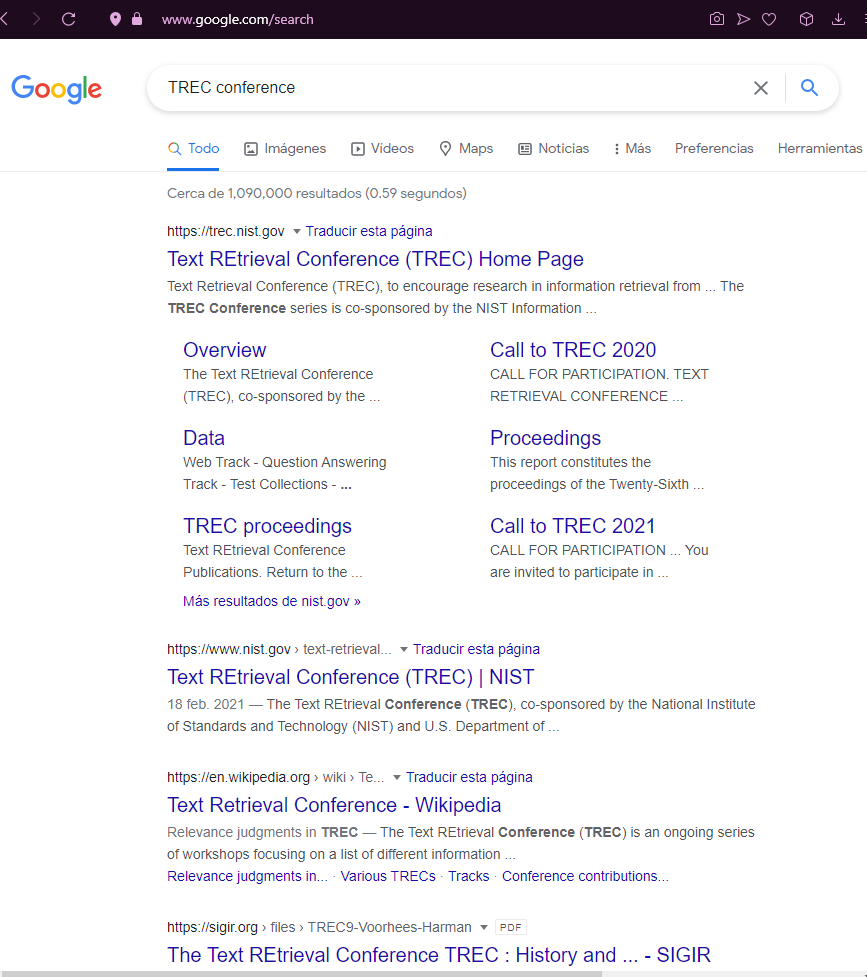 www.google.com/search
Google
TREC conference
Todo Imágenes Vídeos Maps Noticias Más Preferencias Herramientas
Cerca de 1,090,000 resultados (0.59 segundos)
https://trec.nist.gov Traducir esta página
Text REtrieval Conference (TREC) Home Page
Text Retrieval Conference (TREC), to encourage research in information retrieval from ... The
TREC Conference series is co-sponsored by the NIST Information ...
Overview
The Text REtrieval Conference
(TREC), co-sponsored by the ...
Call to TREC 2020
CALL FOR PARTICIPATION. TEXT
RETRIEVAL CONFERENCE ...
Data
Web Track - Question Answering
Track - Test Collections - ...
Proceedings
This report constitutes the
proceedings of the Twenty-Sixth ...
TREC proceedings
Text REtrieval Conference
Publications. Return to the ...
Call to TREC 2021
CALL FOR PARTICIPATION ... You
are invited to participate in ...
Más resultados de nist.gov »
https://www.nist.gov › text-retrieval... Traducir esta página
Text REtrieval Conference (TREC) | NIST
18 feb. 2021 — The Text REtrieval Conference (TREC), co-sponsored by the National Institute
of Standards and Technology (NIST) and U.S. Department of ...
https://en.wikipedia.org › wiki › Te... Traducir esta página
Text Retrieval Conference - Wikipedia
Relevance judgments in TREC — The Text REtrieval Conference (TREC) is an ongoing series
of workshops focusing on a list of different information ...
Relevance judgments in... · Various TRECs · Tracks · Conference contributions...
https://sigir.org › files › TREC9-Voorhees-Harman PDF
The Text REtrieval Conference TREC : History and ... - SIGIR